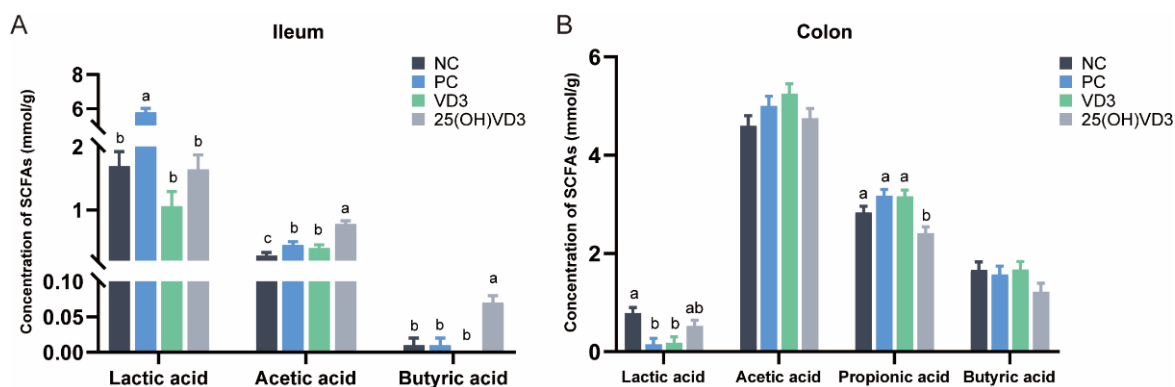 A
Ileum
NC
PC
VD3
25(OH)VD3
Concentration of SCFAs (mmol/g)
8
6
4
2
1
0.10
0.05
0.00
b
a
b
b
c
b
b
a
b
b
b
a
Lactic acid
Acetic acid
Butyric acid
B
Colon
NC
PC
VD3
25(OH)VD3
Concentration of SCFAs (mmol/g)
6
4
2
0
a
b
b
ab
a
a
a
b
Lactic acid
Acetic acid
Propionic acid
Butyric acid